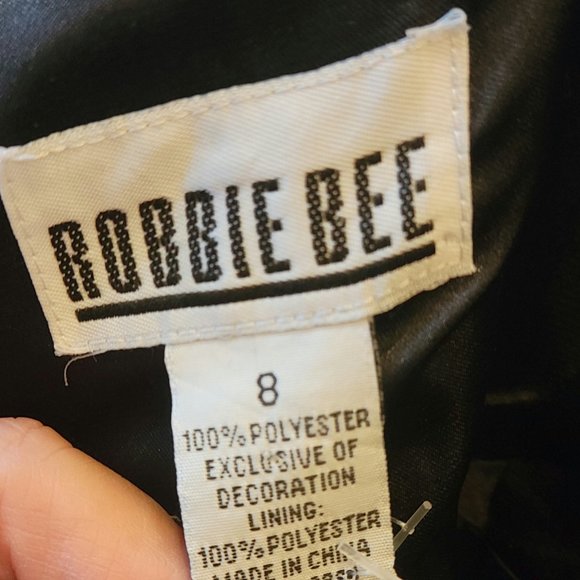 ROBBIE BEE
8
100% POLYESTER
EXCLUSIVE OF
DECORATION
LINING:
100% POLYESTER
MADE IN CHINA